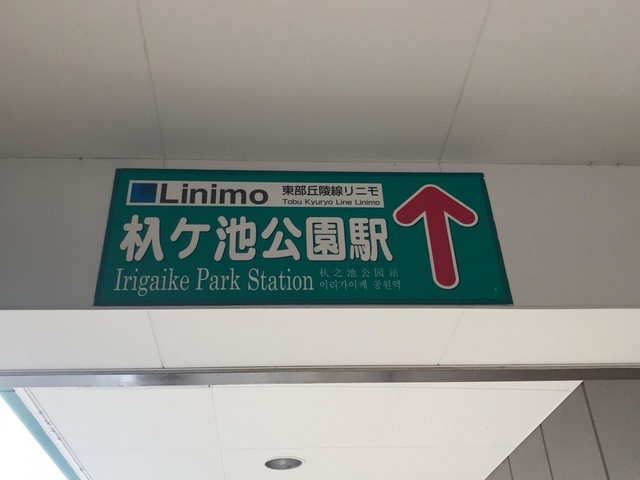 Linimo 東部丘陵線リニモ
Tobu Kyuryo Line Linimo
杁ケ池公園駅
Irigaike Park Station
杁之池公园站
이리가이케 공원역